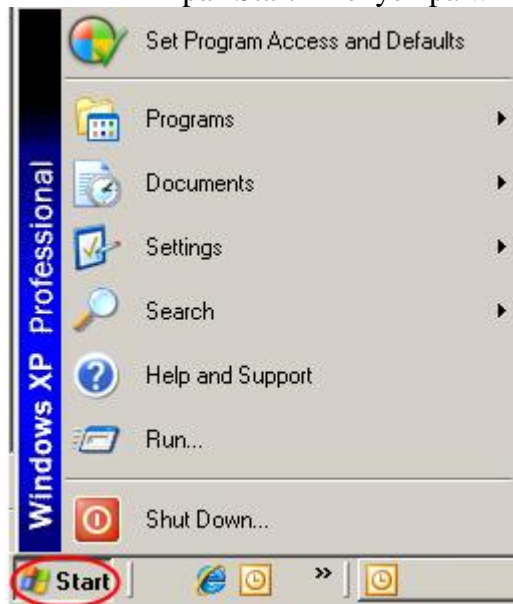 Set Program Access and Defaults
Programs
Documents
Settings
Search
Help and Support
Run...
Shut Down...
Windows XP Professional
Start
»